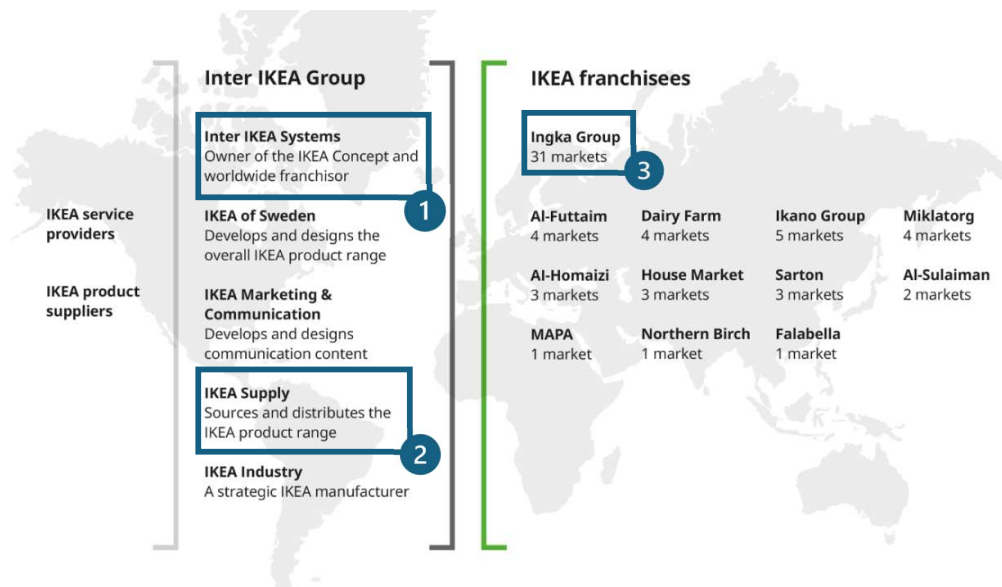 Inter IKEA Group
Inter IKEA Systems
Owner of the IKEA Concept and
worldwide franchisor
1
IKEA of Sweden
Develops and designs the
overall IKEA product range
IKEA Marketing &
Communication
Develops and designs
communication content
IKEA Supply
Sources and distributes the
IKEA product range
2
IKEA Industry
A strategic IKEA manufacturer
IKEA service
providers
IKEA product
suppliers
IKEA franchisees
Ingka Group
31 markets
3
Al-Futtaim
4 markets
Dairy Farm
4 markets
Ikano Group
5 markets
Miklatorg
4 markets
Al-Homaizi
3 markets
House Market
3 markets
Sarton
3 markets
Al-Sulaiman
2 markets
MAPA
1 market
Northern Birch
1 market
Falabella
1 market